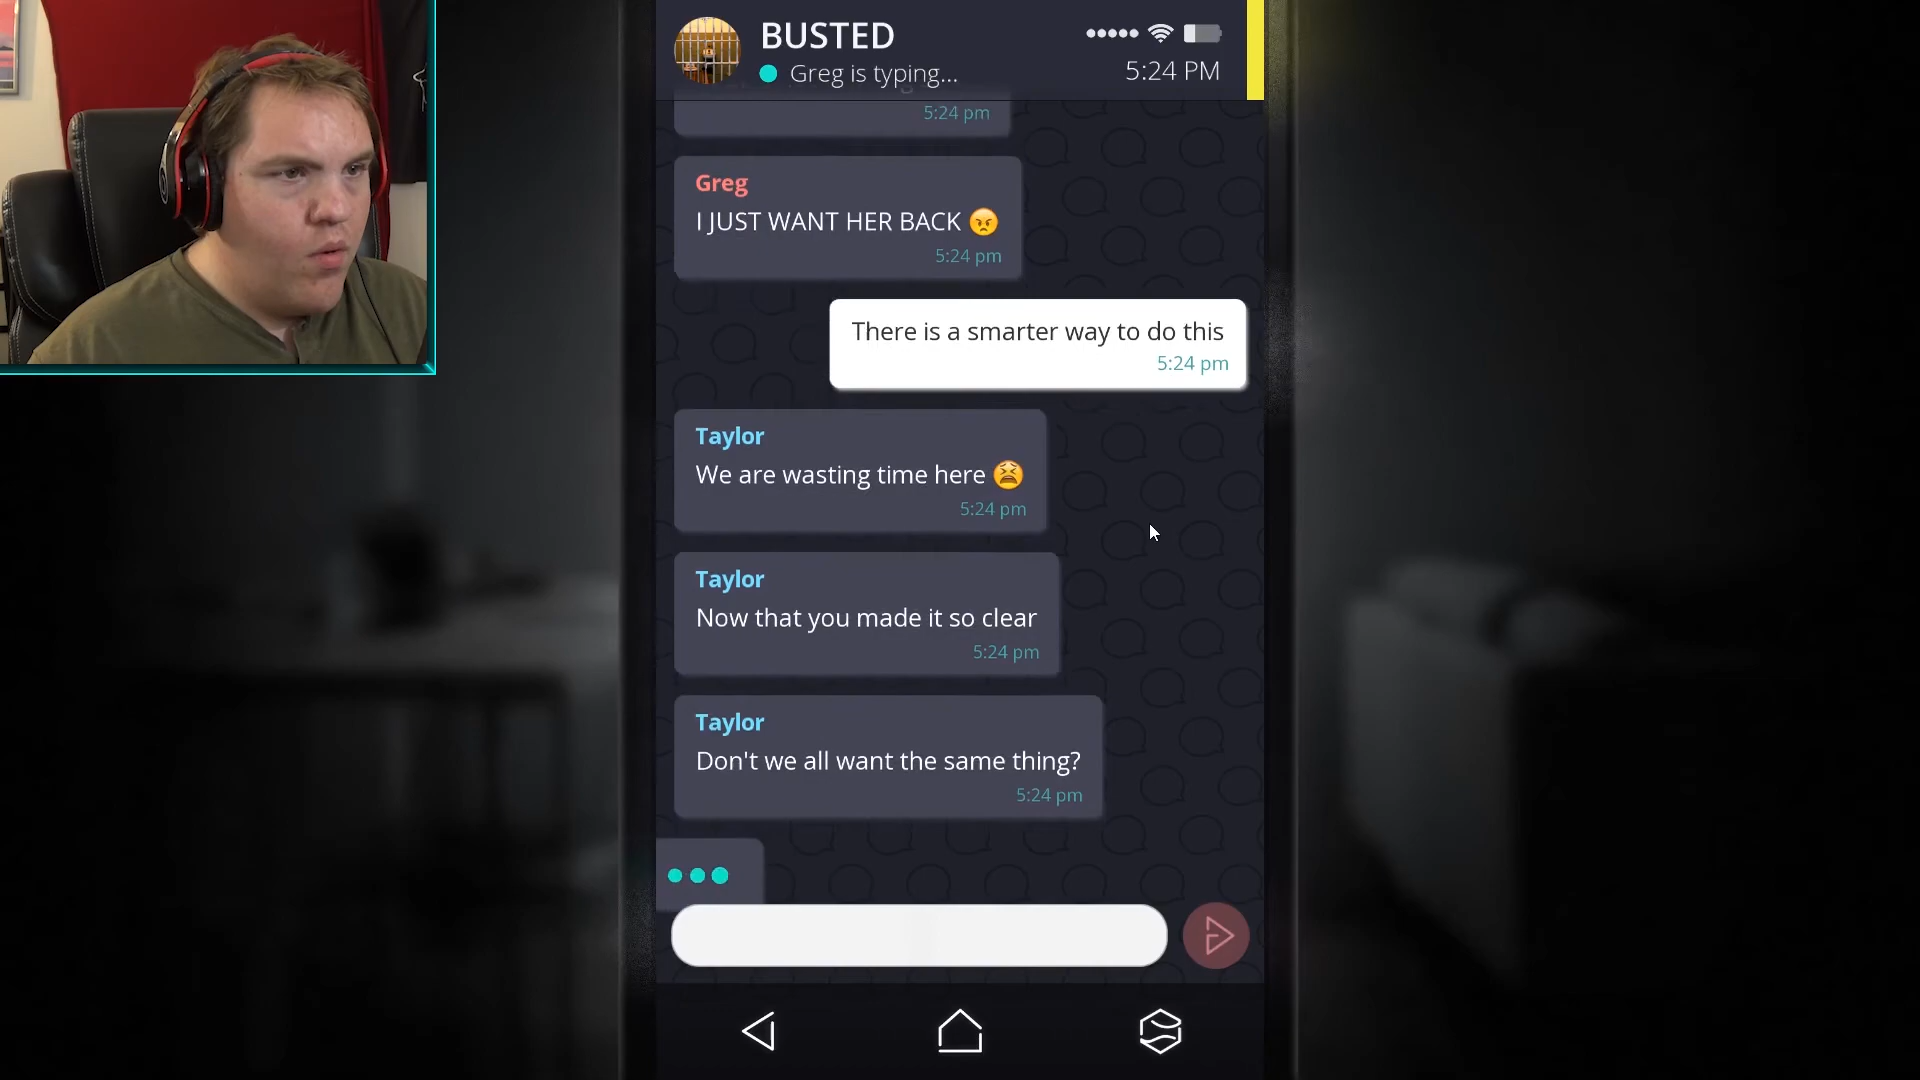 BUSTED
Greg is typing...
5:24 PM
5:24 pm
Greg
I JUST WANT HER BACK 😠
5:24 pm
There is a smarter way to do this
5:24 pm
Taylor
We are wasting time here 😫
5:24 pm
Taylor
Now that you made it so clear
5:24 pm
Taylor
Don't we all want the same thing?
5:24 pm